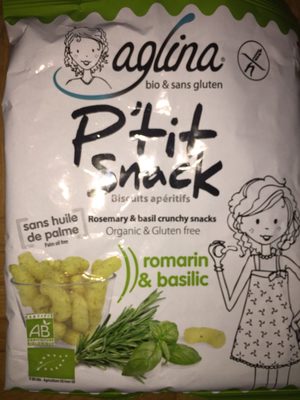 aglina
bio & sans gluten
P'tit
snack
Biscuits apéritifs
Rosemary & basil crunchy snacks
Organic & Gluten free
sans huile
de palme
Palm oil free
romarin
& basilic
AB